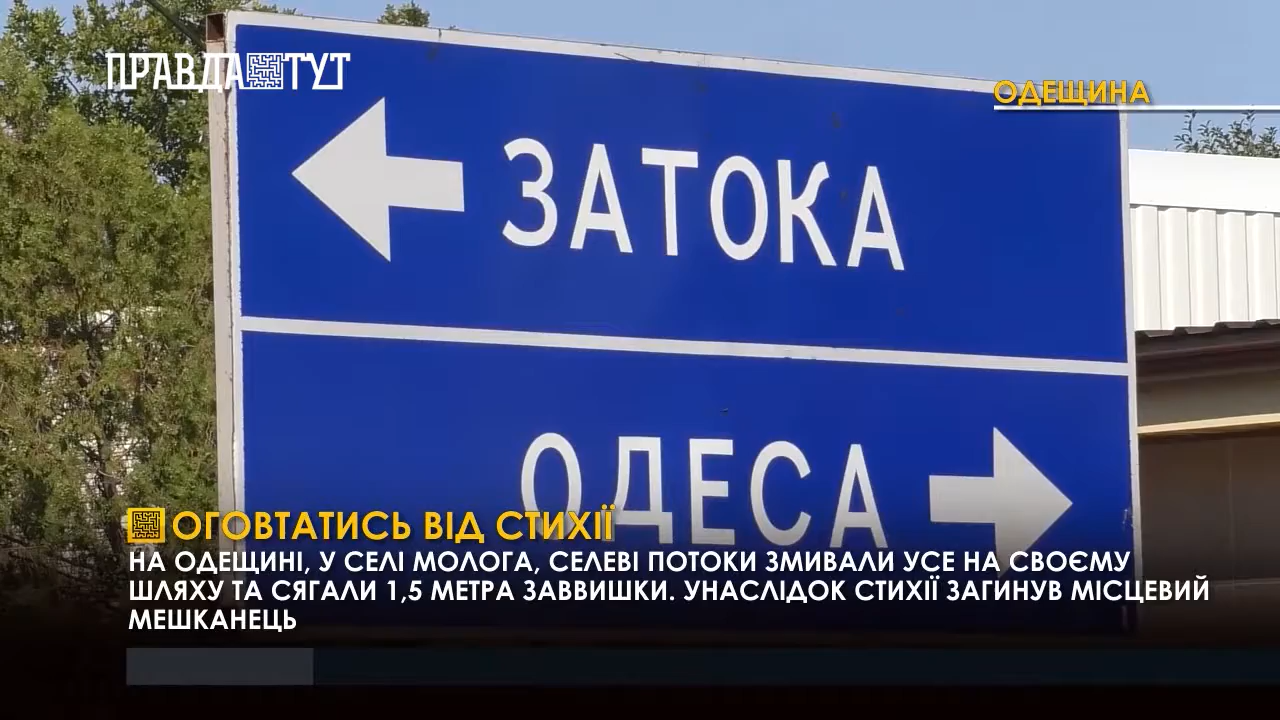 ПРАВДА ТУТ
ОДЕЩИНА
ЗАТОКА
ОДЕСА
ОГОВТАТИСЬ ВІД СТИХІЇ
НА ОДЕЩИНІ, У СЕЛІ МОЛОГА, СЕЛЕВІ ПОТОКИ ЗМИВАЛИ УСЕ НА СВОЄМУ
ШЛЯХУ ТА СЯГАЛИ 1,5 МЕТРА ЗАВВИШКИ. УНАСЛІДОК СТИХІЇ ЗАГИНУВ МІСЦЕВИЙ
МЕШКАНЕЦЬ